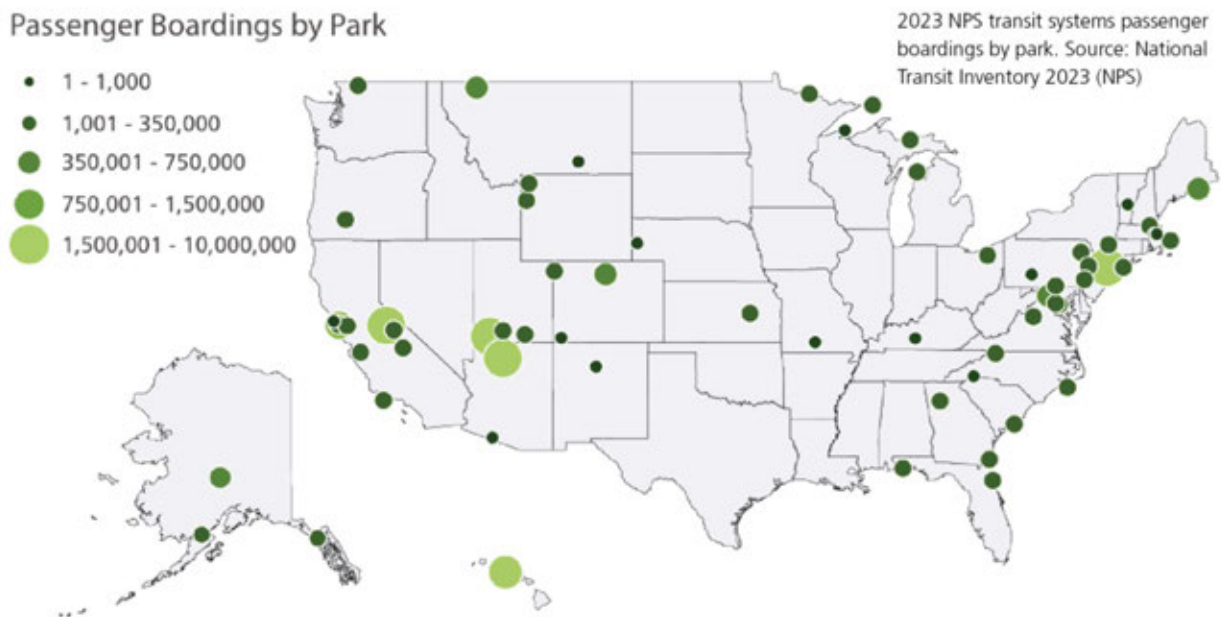 Passenger Boardings by Park
2023 NPS transit systems passenger
boardings by park. Source: National
Transit Inventory 2023 (NPS)
1 - 1,000
1,001 - 350,000
350,001 - 750,000
750,001 - 1,500,000
1,500,001 - 10,000,000